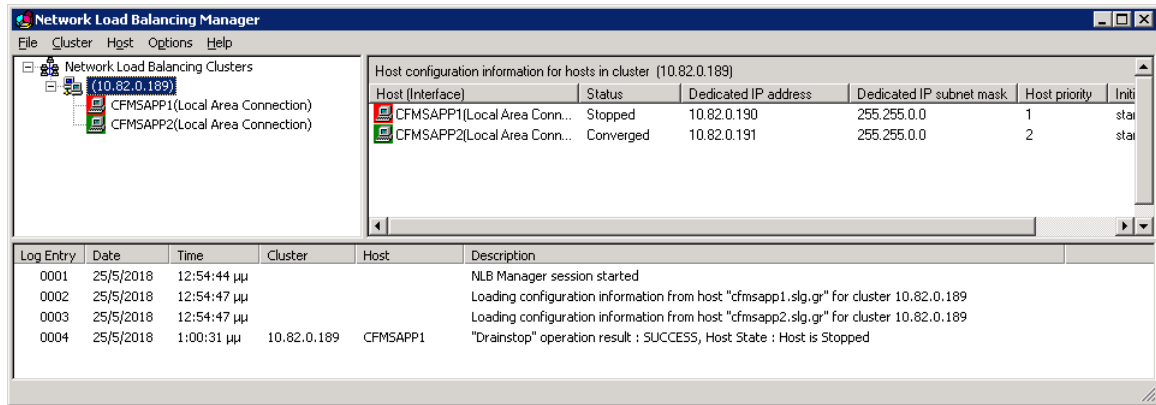 Network Load Balancing Manager
File Cluster Host Options Help
Network Load Balancing Clusters
(10.82.0.189)
CFMSAPP1(Local Area Connection)
CFMSAPP2(Local Area Connection)
Host configuration information for hosts in cluster (10.82.0.189)
Host (Interface) Status Dedicated IP address Dedicated IP subnet mask Host priority Initi
CFMSAPP1(Local Area Conn... Stopped 10.82.0.190 255.255.0.0 1 star
CFMSAPP2(Local Area Conn... Converged 10.82.0.191 255.255.0.0 2 star
Log Entry Date Time Cluster Host Description
0001 25/5/2018 12:54:44 μμ NLB Manager session started
0002 25/5/2018 12:54:47 μμ Loading configuration information from host "cfmsapp1.slg.gr" for cluster 10.82.0.189
0003 25/5/2018 12:54:47 μμ Loading configuration information from host "cfmsapp2.slg.gr" for cluster 10.82.0.189
0004 25/5/2018 1:00:31 μμ 10.82.0.189 CFMSAPP1 "Drainstop" operation result : SUCCESS, Host State : Host is Stopped